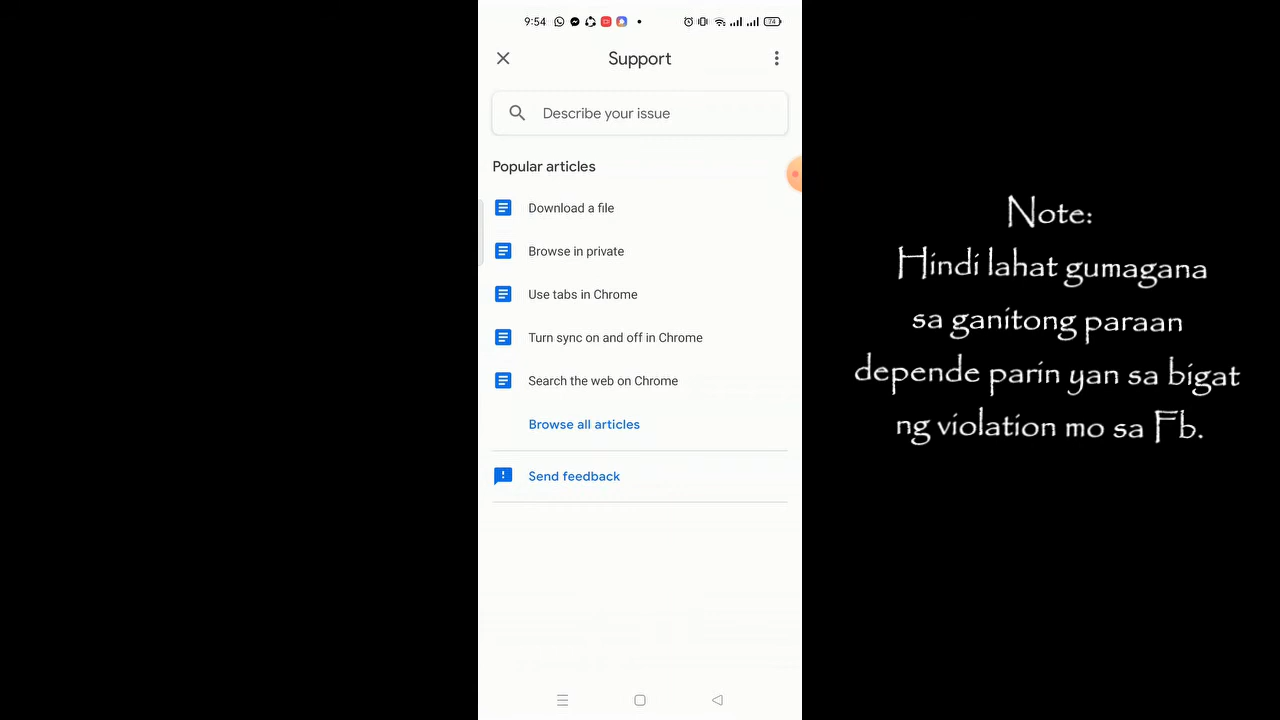 9:54
74
Support
Describe your issue
Popular articles
Download a file
Browse in private
Use tabs in Chrome
Turn sync on and off in Chrome
Search the web on Chrome
Browse all articles
Send feedback
Note:
Hindi lahat gumagana
sa ganitong paraan
depende parin yan sa bigat
ng violation mo sa Fb.